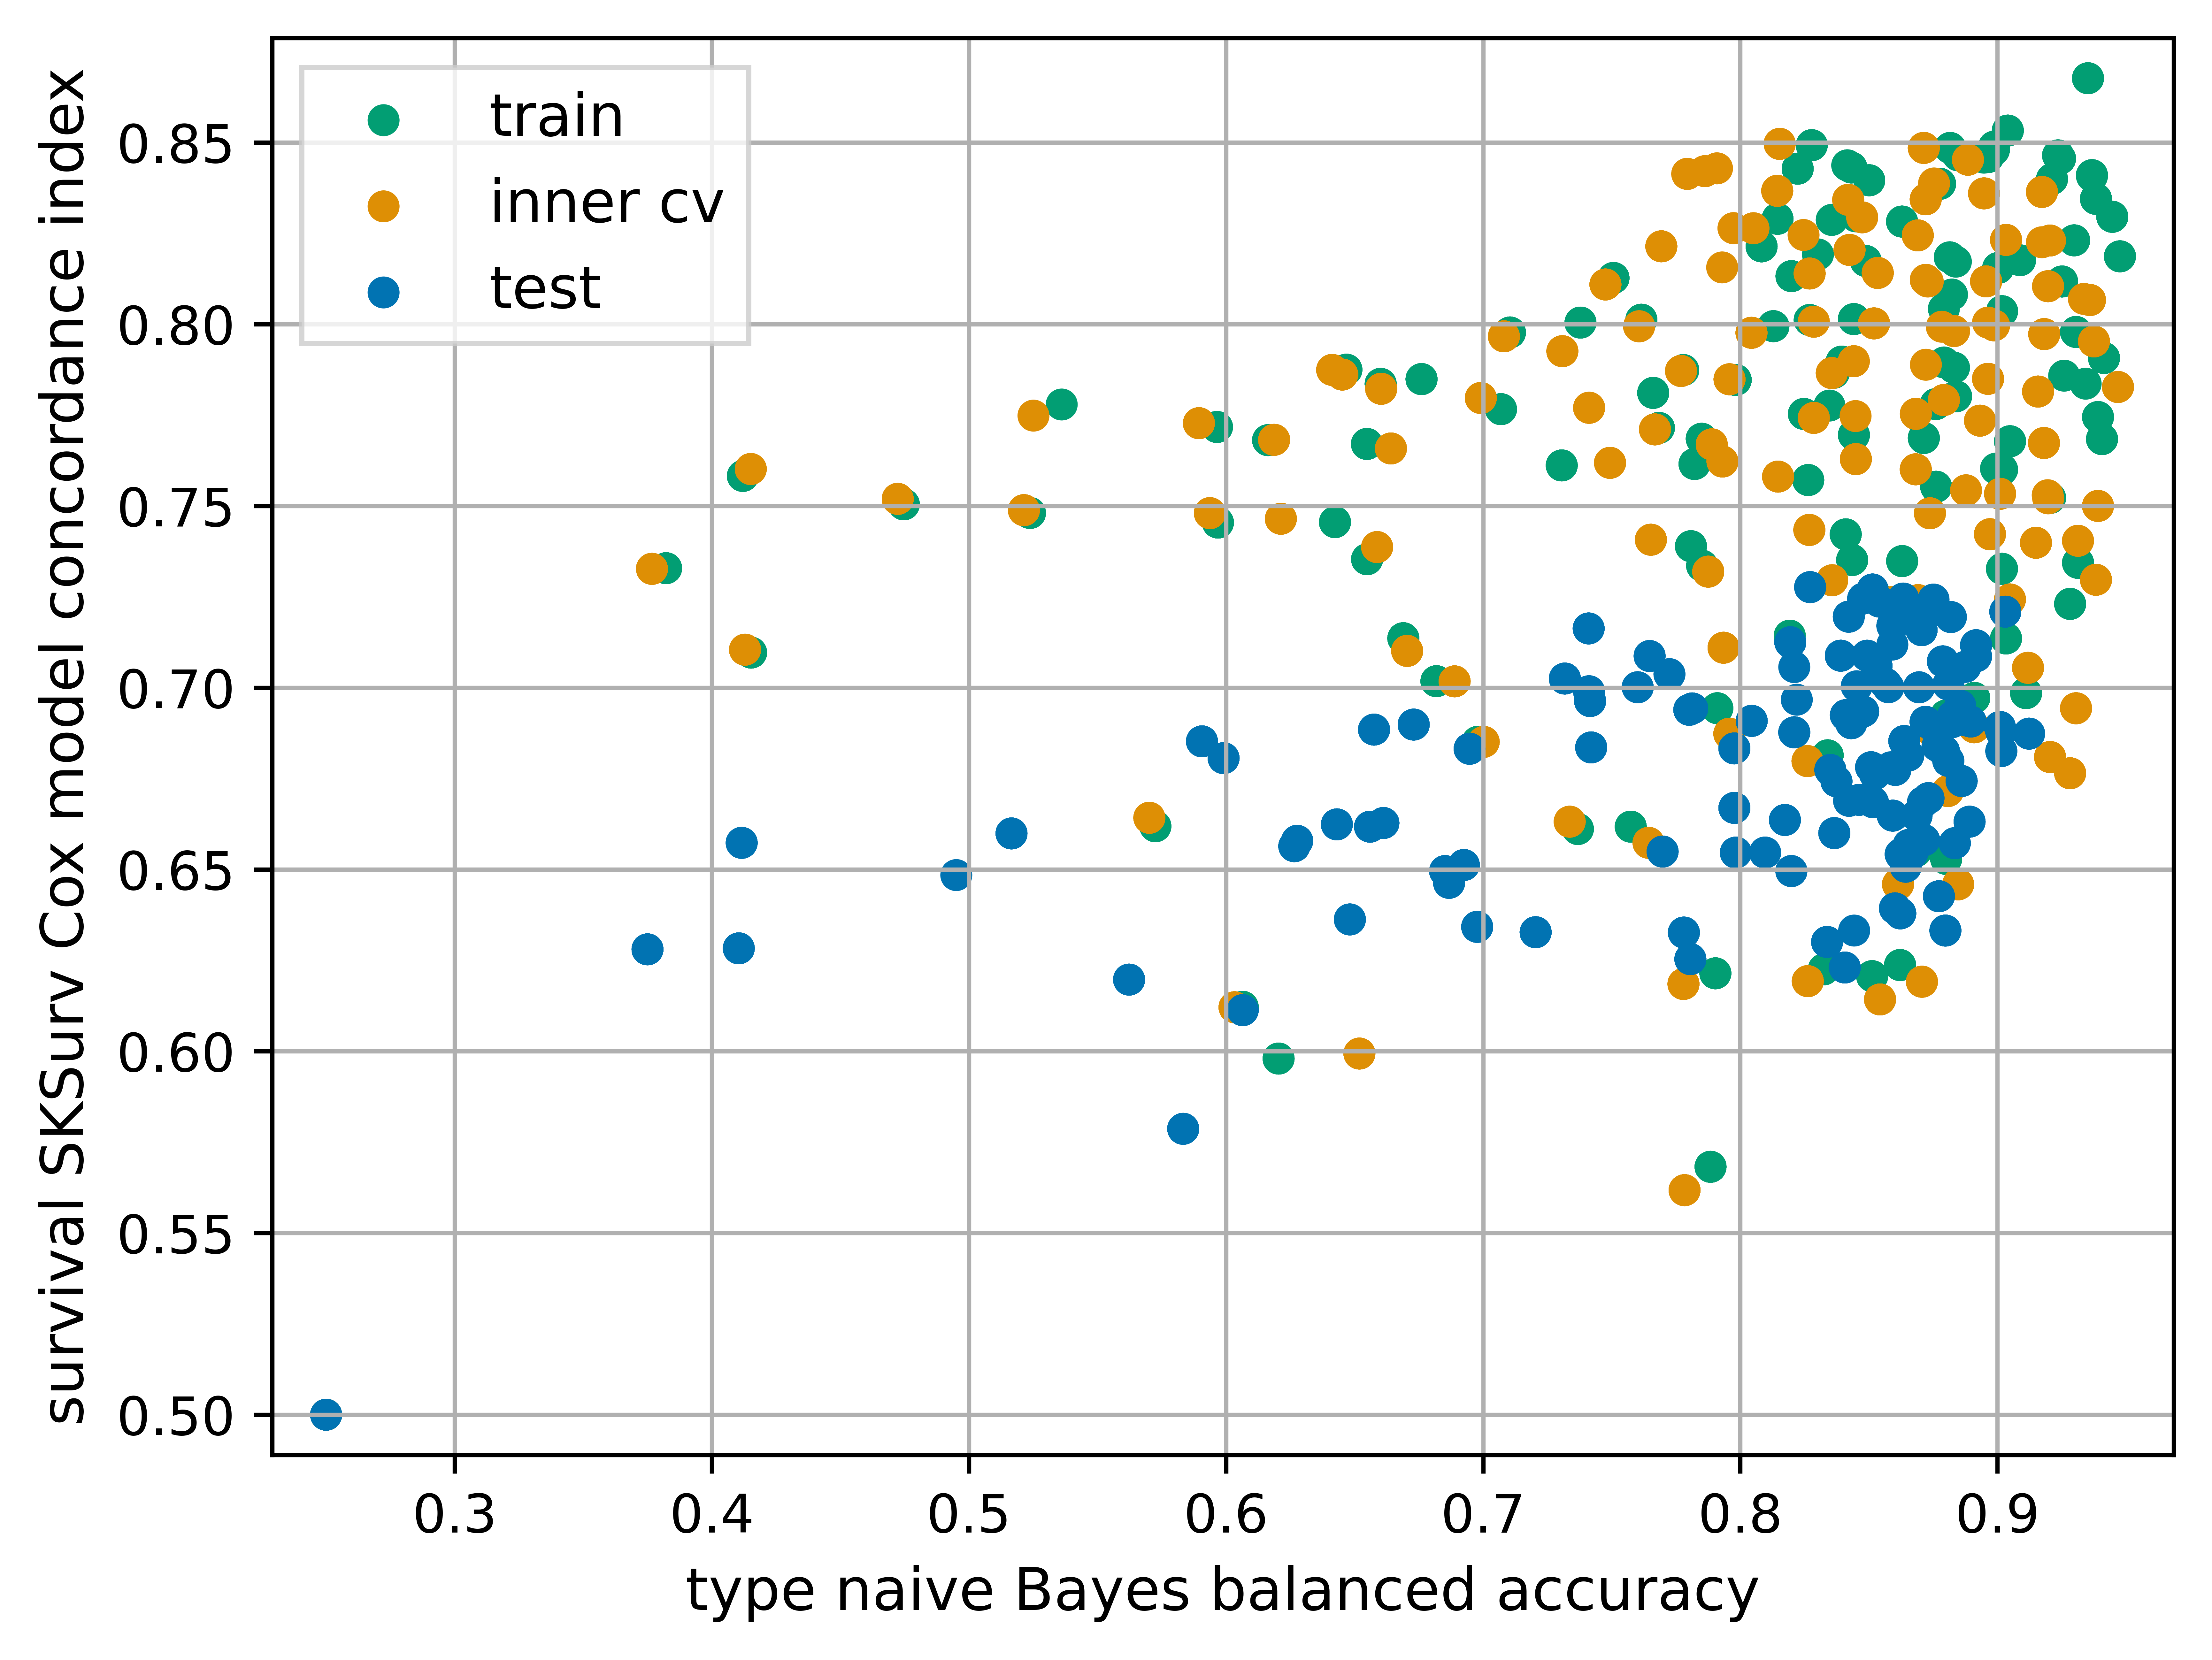 train
inner cv
test
survival SKSurv Cox model concordance index
0.85
0.80
0.75
0.70
0.65
0.60
0.55
0.50
0.3 0.4 0.5 0.6 0.7 0.8 0.9
type naive Bayes balanced accuracy